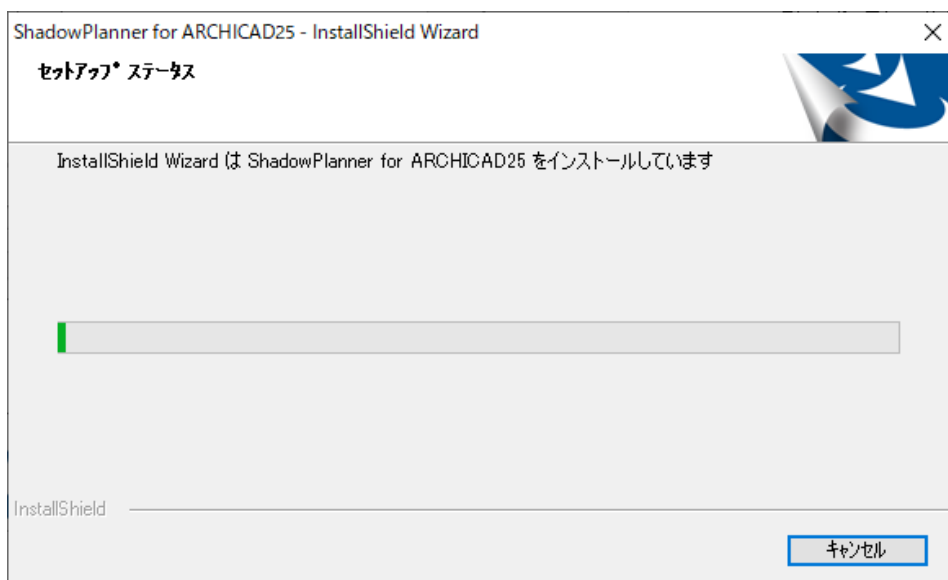 ShadowPlanner for ARCHICAD25 - InstallShield Wizard
セットアップ ステータス
InstallShield Wizard は ShadowPlanner for ARCHICAD25 をインストールしています
InstallShield
キャンセル